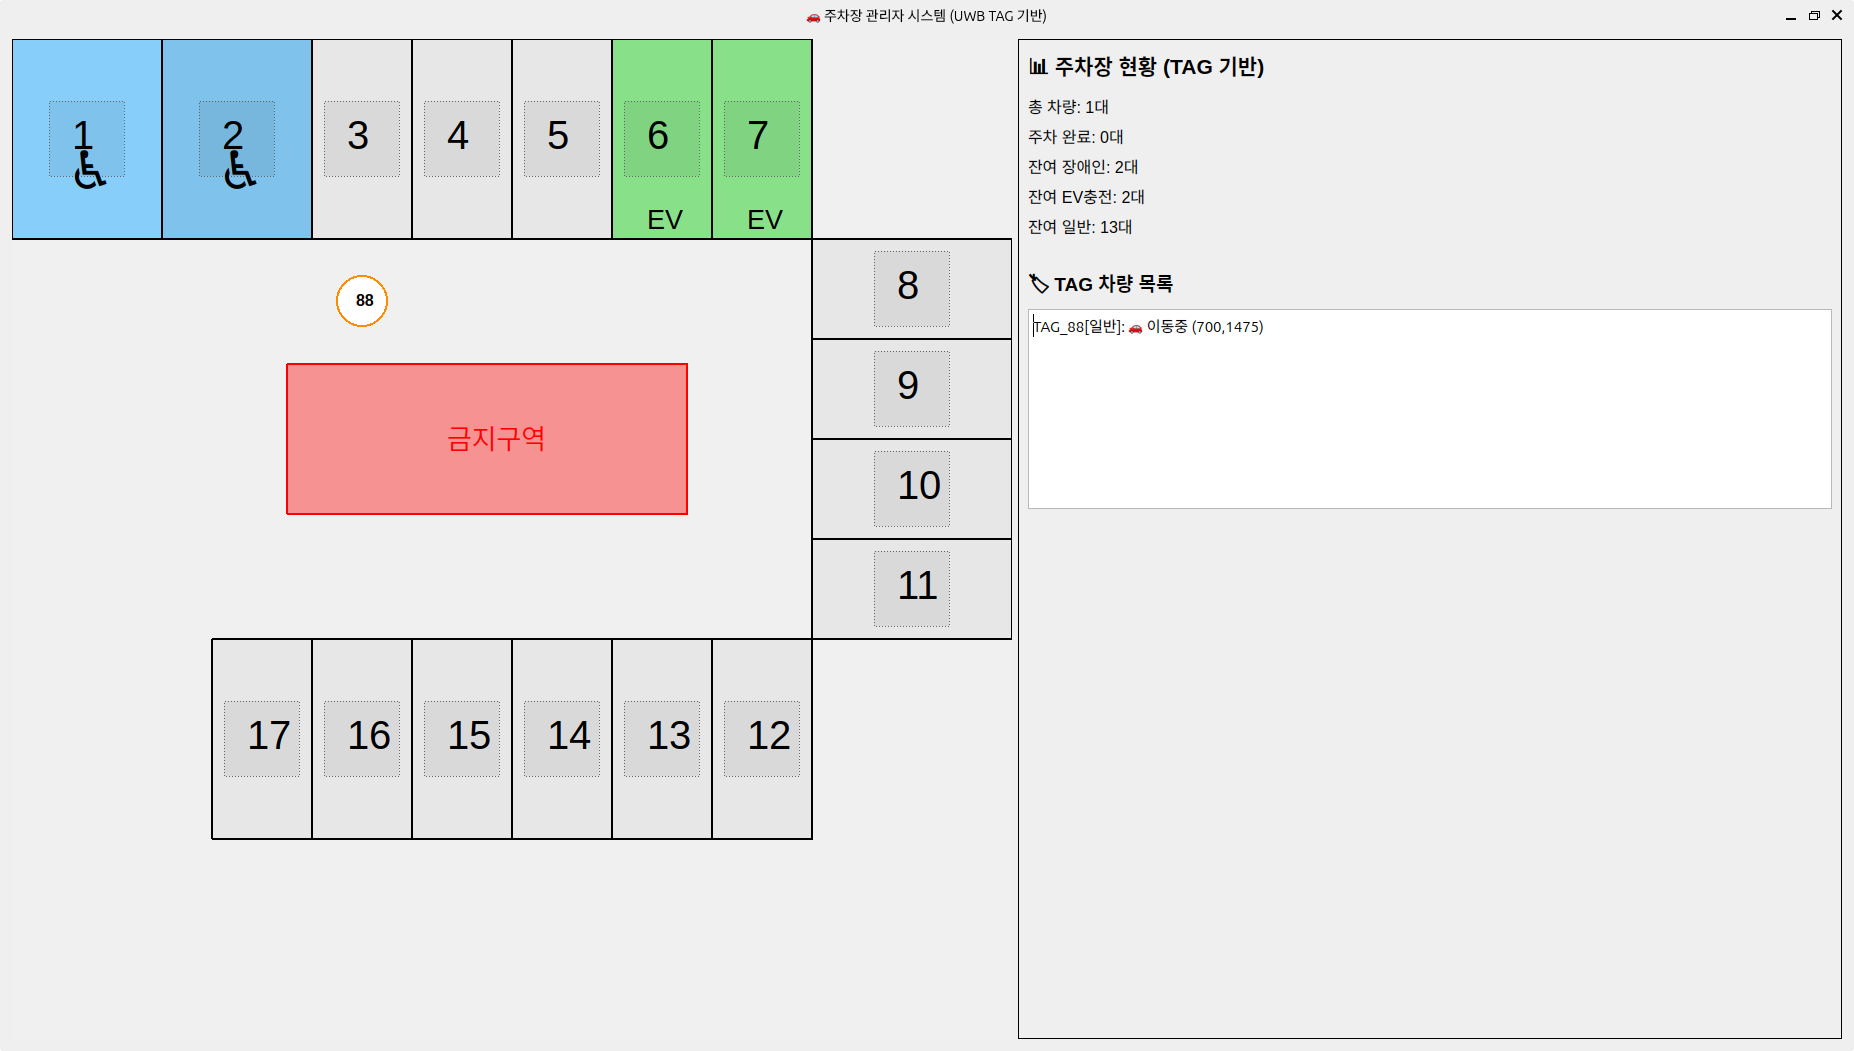 🚗 주차장 관리자 시스템 (UWB TAG 기반)
1
2
3
4
5
6
7
EV
EV
8
88
9
금지구역
10
11
17
16
15
14
13
12
📊 주차장 현황 (TAG 기반)
총 차량: 1대
주차 완료: 0대
잔여 장애인: 2대
잔여 EV충전: 2대
잔여 일반: 13대
🏷 TAG 차량 목록
TAG_88[일반]: 🚗 이동중 (700,1475)